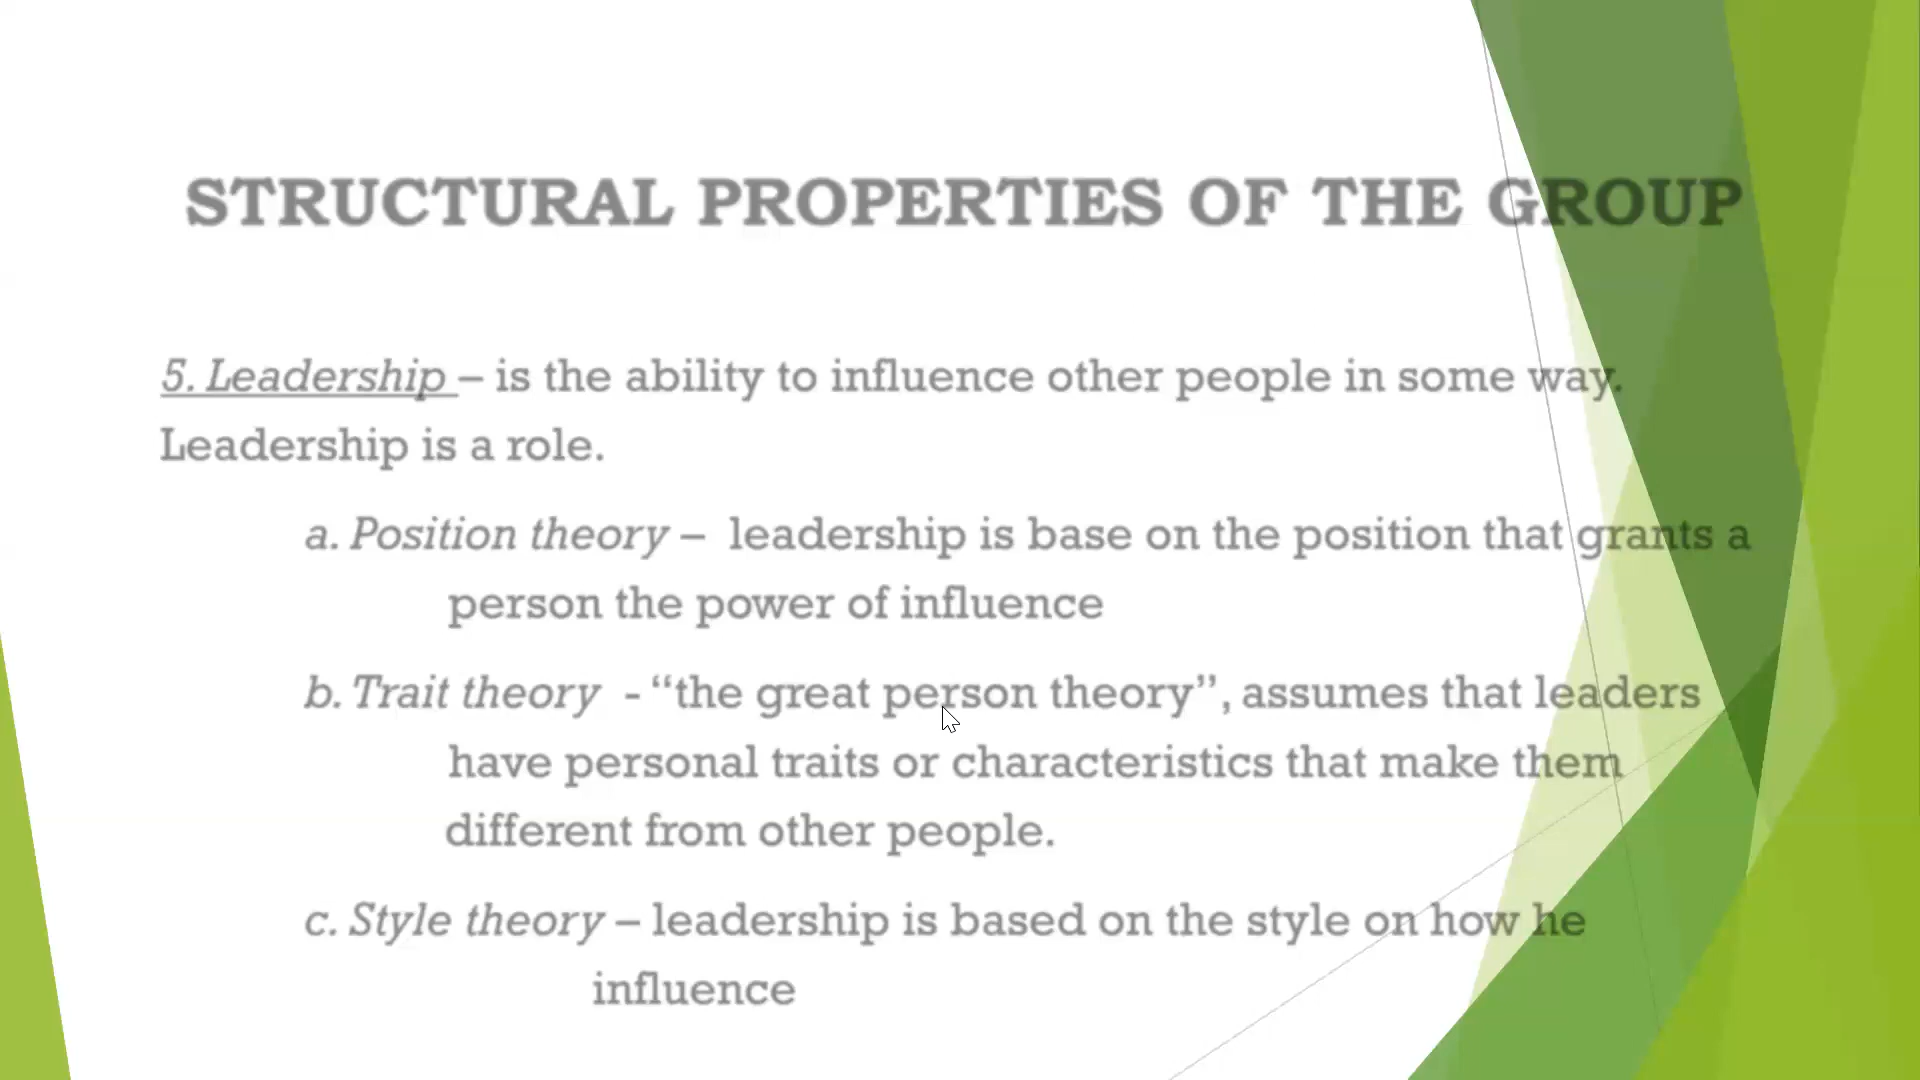 STRUCTURAL PROPERTIES OF THE GROUP
5. Leadership – is the ability to influence other people in some way.
Leadership is a role.
a. Position theory – leadership is base on the position that grants a
person the power of influence
b. Trait theory - “the great person theory”, assumes that leaders
have personal traits or characteristics that make them
different from other people.
c. Style theory – leadership is based on the style on how he
influence